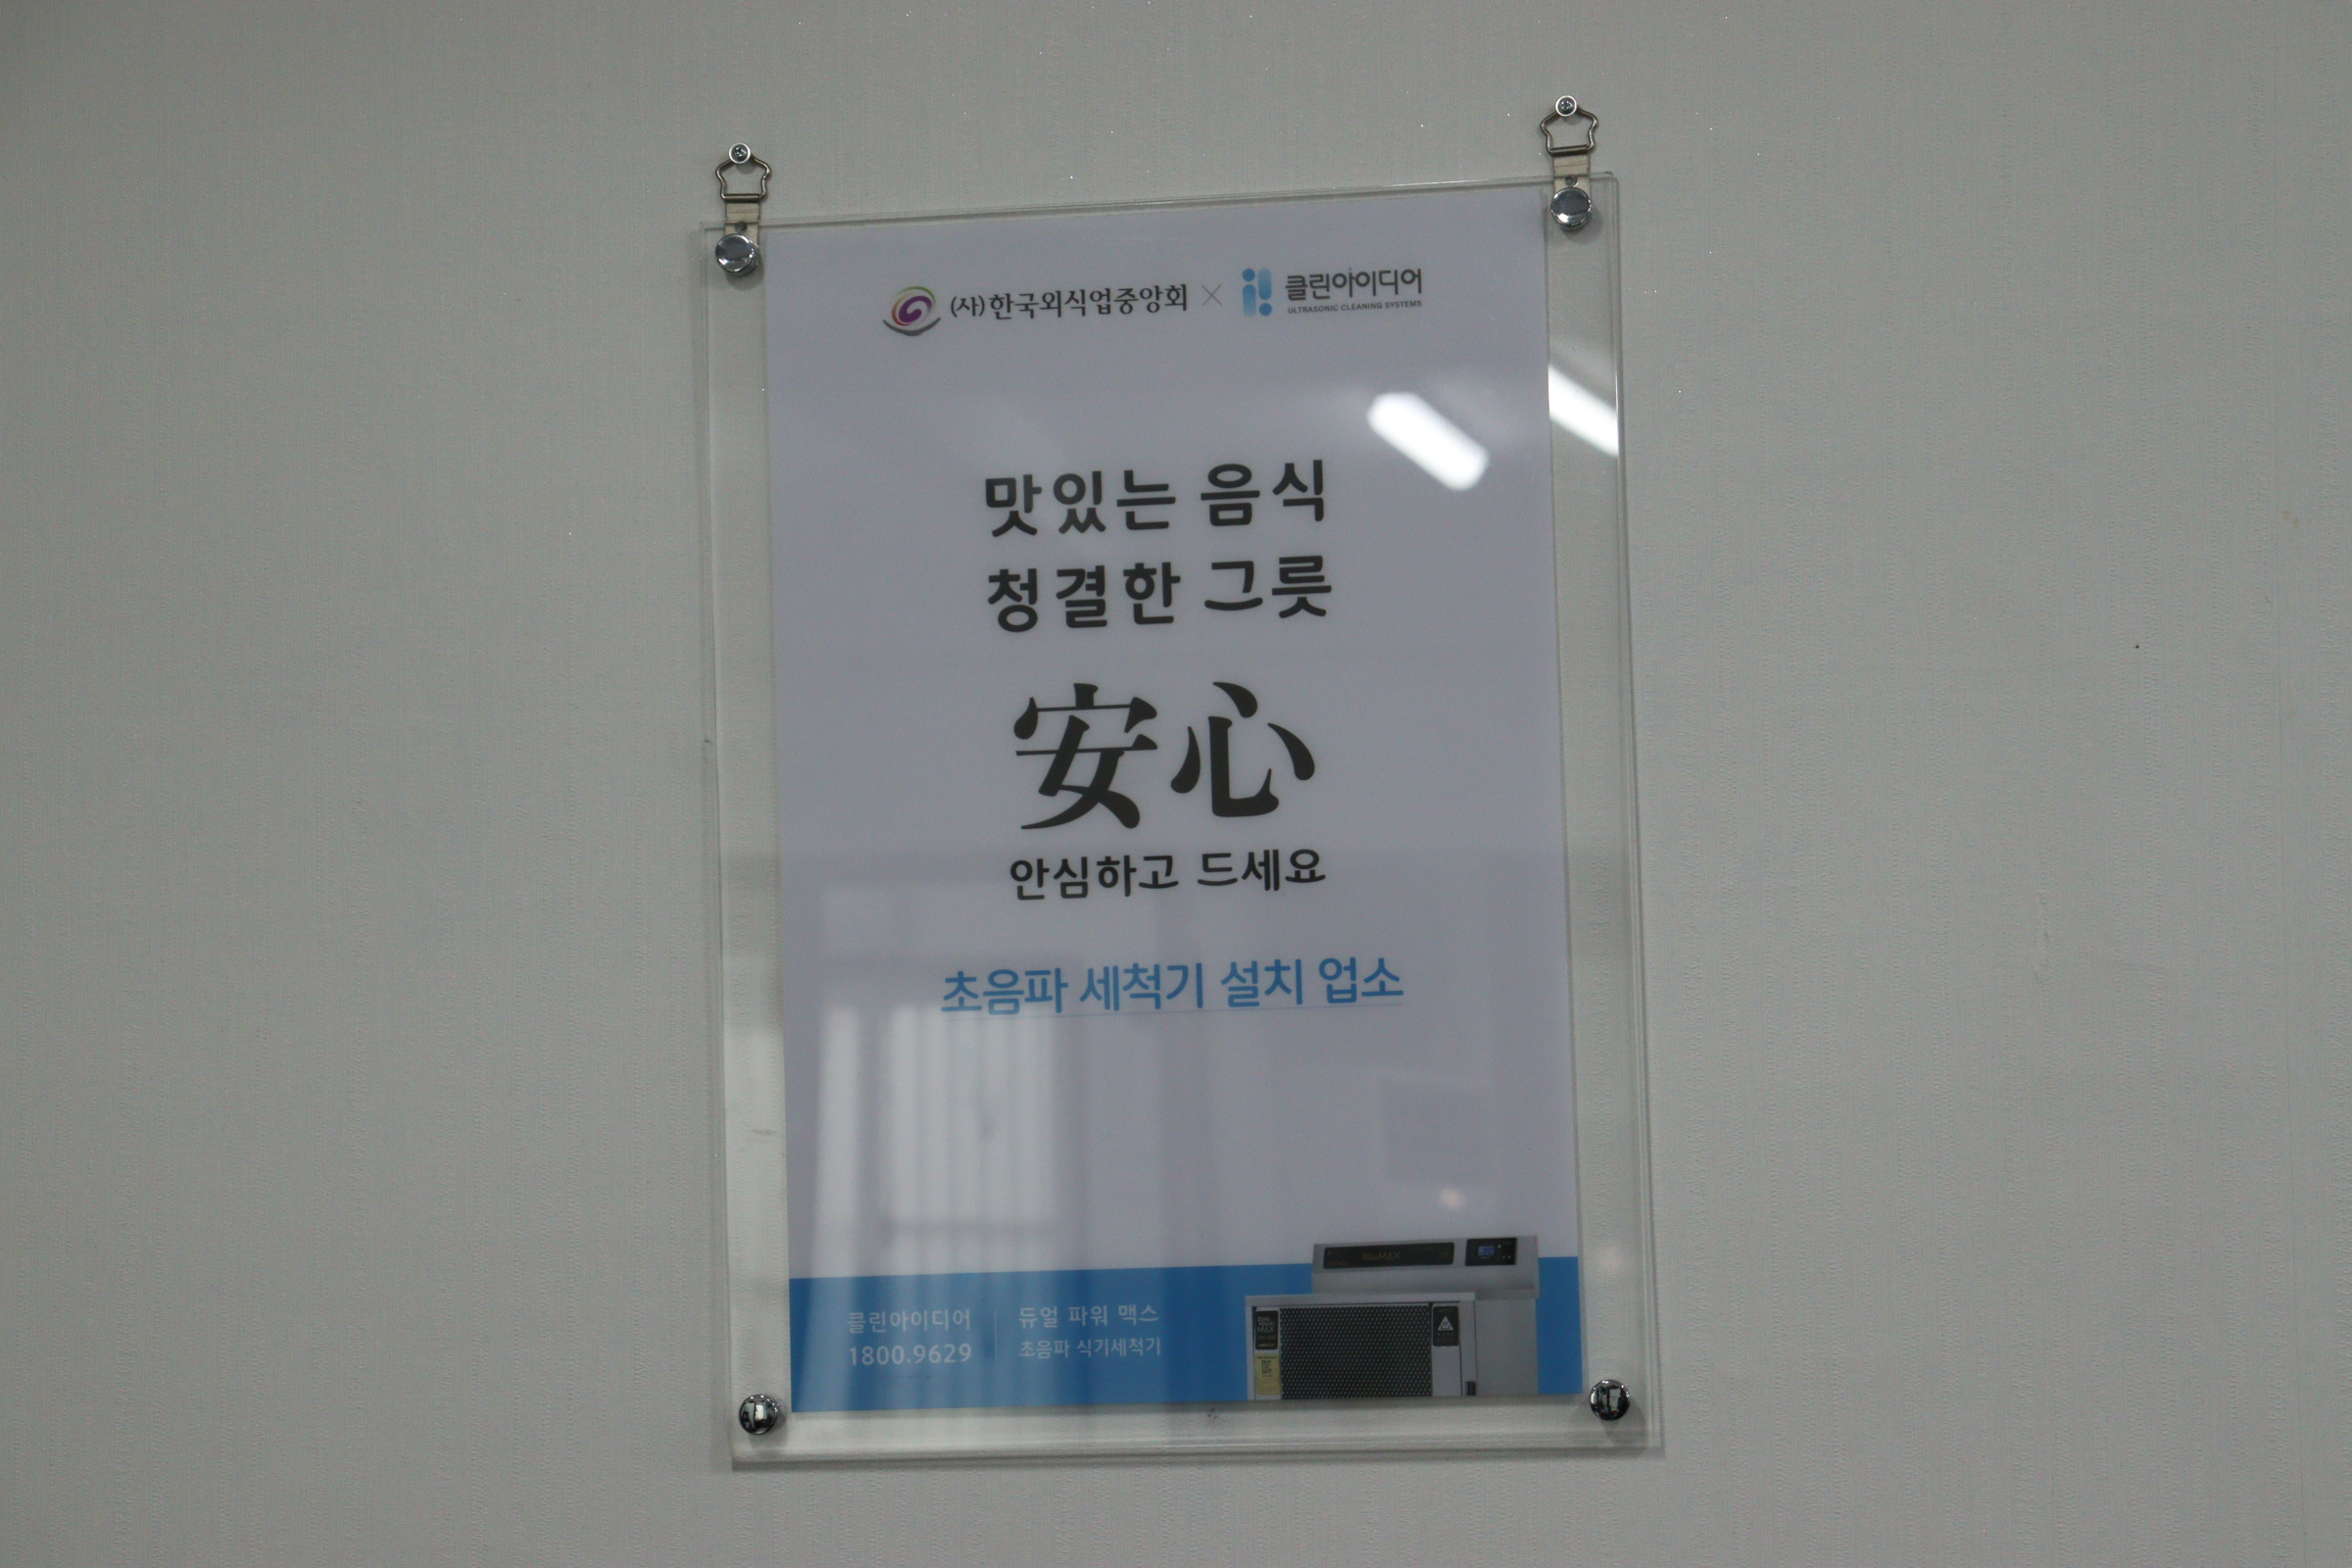 (사)한국외식업중앙회 × 클린아이디어
ULTRASONIC CLEANING SYSTEMS
맛있는 음식
청결한 그릇
安心
안심하고 드세요
초음파 세척기 설치 업소
클린아이디어
1800.9629
듀얼 파워 맥스
초음파 식기세척기